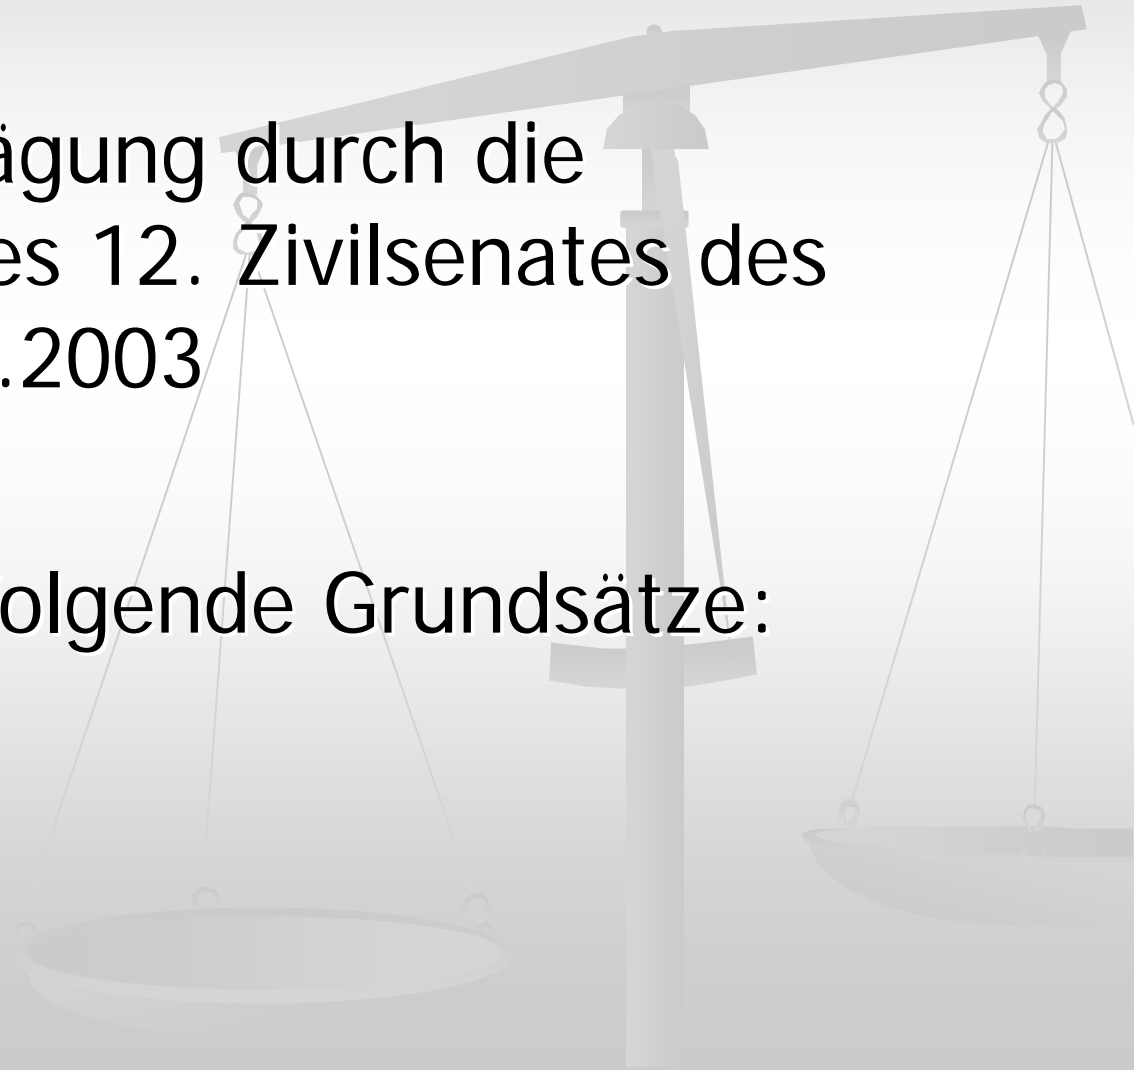 ägung durch die
es 12. Zivilsenates des
.2003
olgende Grundsätze: